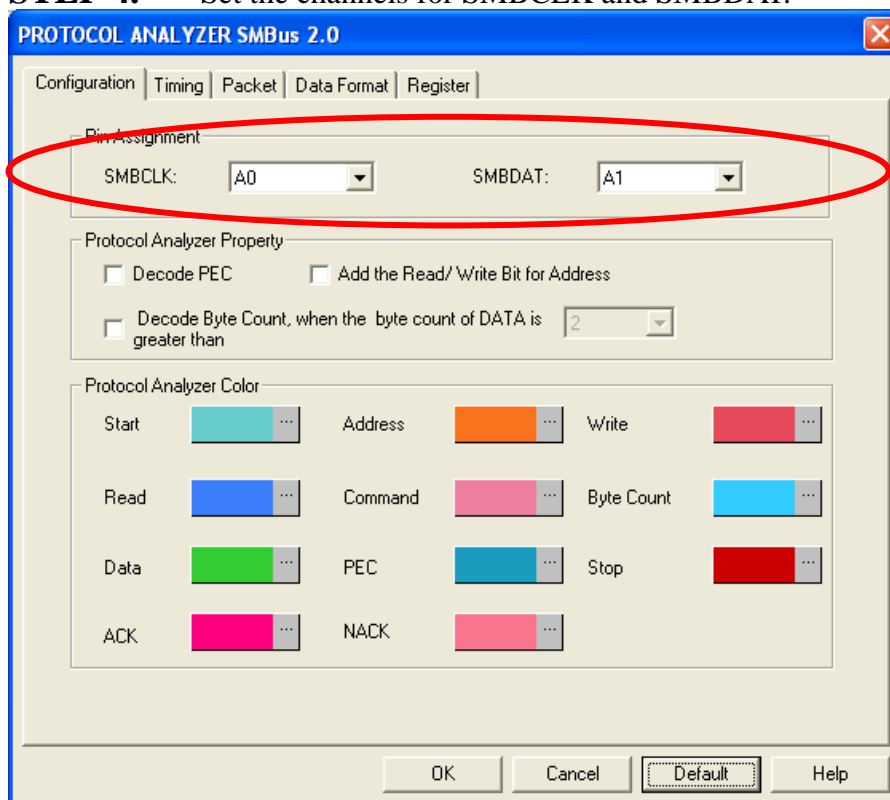 STEP 4. Set the channels for SMBCLK and SMBDAT.
PROTOCOL ANALYZER SMBus 2.0
Configuration Timing Packet Data Format Register
Pin Assignment
SMBCLK: A0 SMBDAT: A1
Protocol Analyzer Property
Decode PEC Add the Read/ Write Bit for Address
Decode Byte Count, when the byte count of DATA is 2
greater than
Protocol Analyzer Color
Start ... Address ... Write ...
Read ... Command ... Byte Count ...
Data ... PEC ... Stop ...
ACK ... NACK ...
OK Cancel Default Help